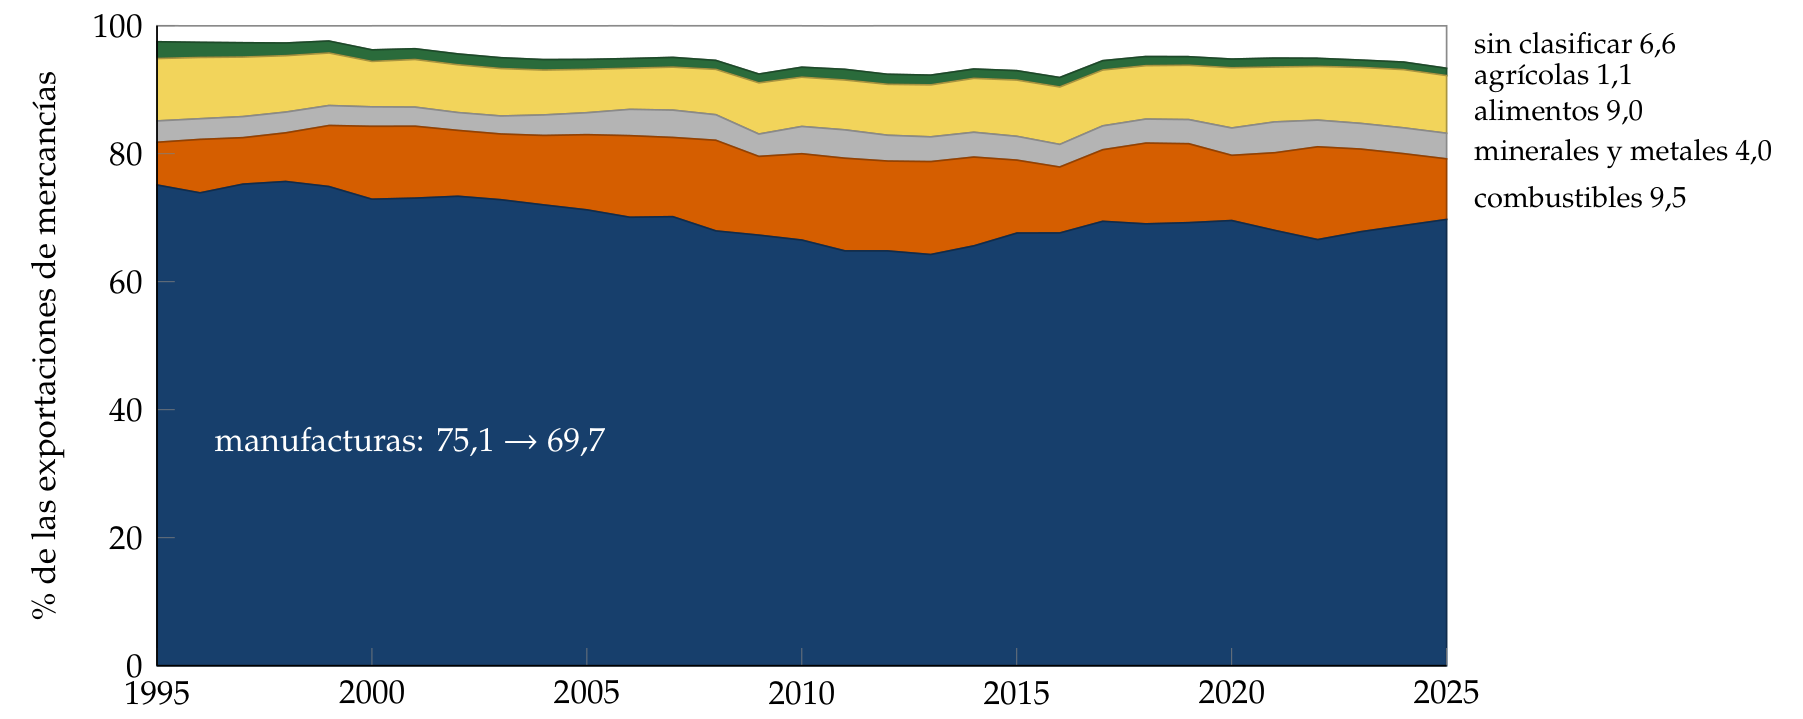 % de las exportaciones de mercancías
100
80
60
40
20
0
1995
2000
2005
2010
2015
2020
2025
manufacturas: 75,1 → 69,7
sin clasificar 6,6
agrícolas 1,1
alimentos 9,0
minerales y metales 4,0
combustibles 9,5